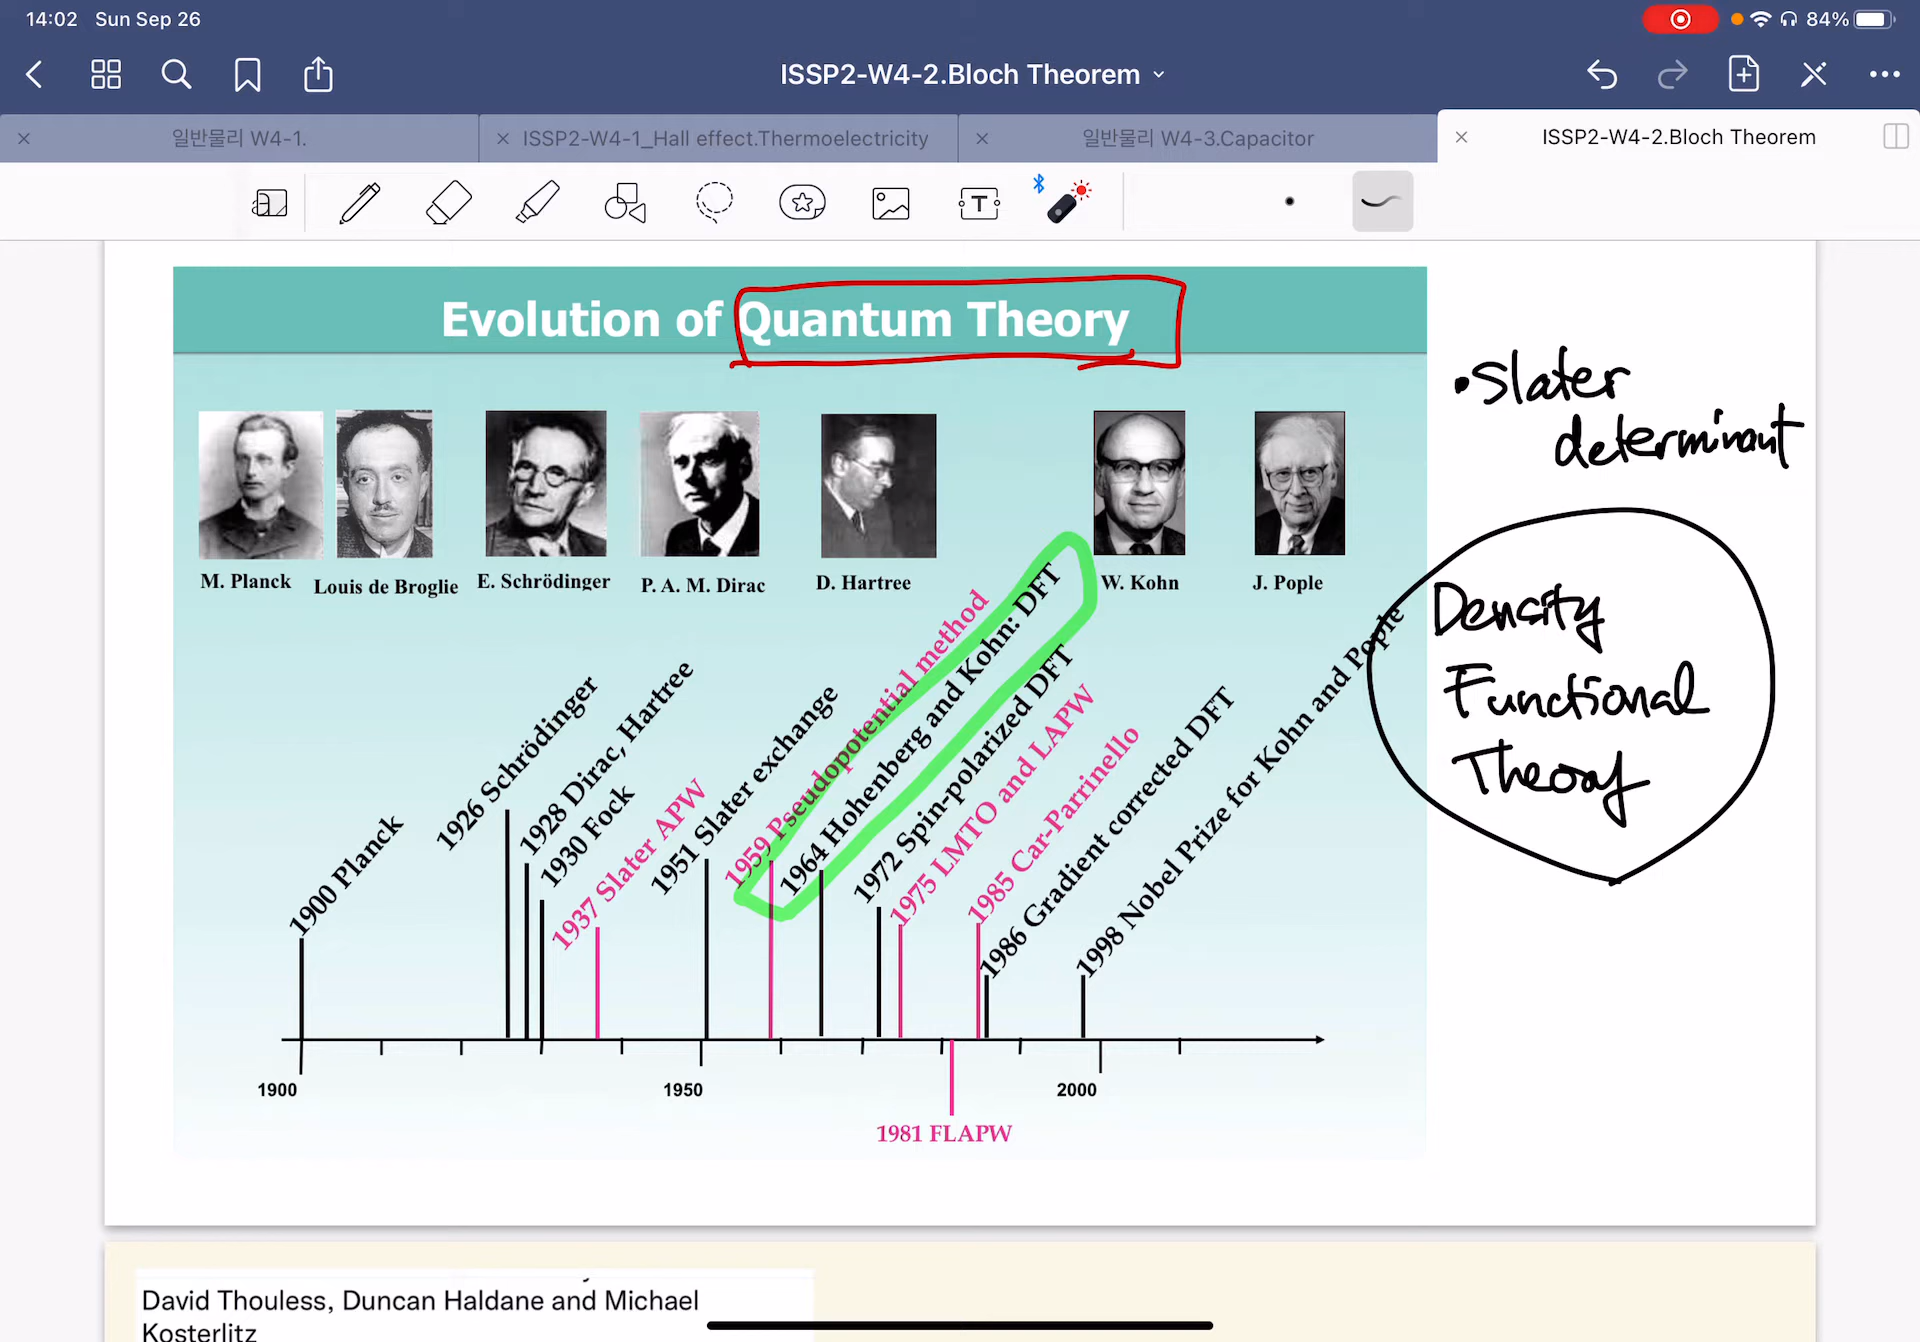 14:02 Sun Sep 26
84%
ISSP2-W4-2.Bloch Theorem
일반물리 W4-1.
ISSP2-W4-1_Hall effect.Thermoelectricity
일반물리 W4-3.Capacitor
ISSP2-W4-2.Bloch Theorem
Evolution of Quantum Theory
•Slater
determinant
M. Planck
Louis de Broglie
E. Schrödinger
P. A. M. Dirac
D. Hartree
W. Kohn
J. Pople
Density
Functional
Theory
1900 Planck
1926 Schrödinger
1928 Dirac, Hartree
1930 Fock
1937 Slater APW
1951 Slater exchange
1959 Pseudopotential method
1964 Hohenberg and Kohn: DFT
1972 Spin-polarized DFT
1975 LMTO and LAPW
1985 Car-Parrinello
1986 Gradient corrected DFT
1998 Nobel Prize for Kohn and Pople
1900
1950
2000
1981 FLAPW
David Thouless, Duncan Haldane and Michael
Kosterlitz